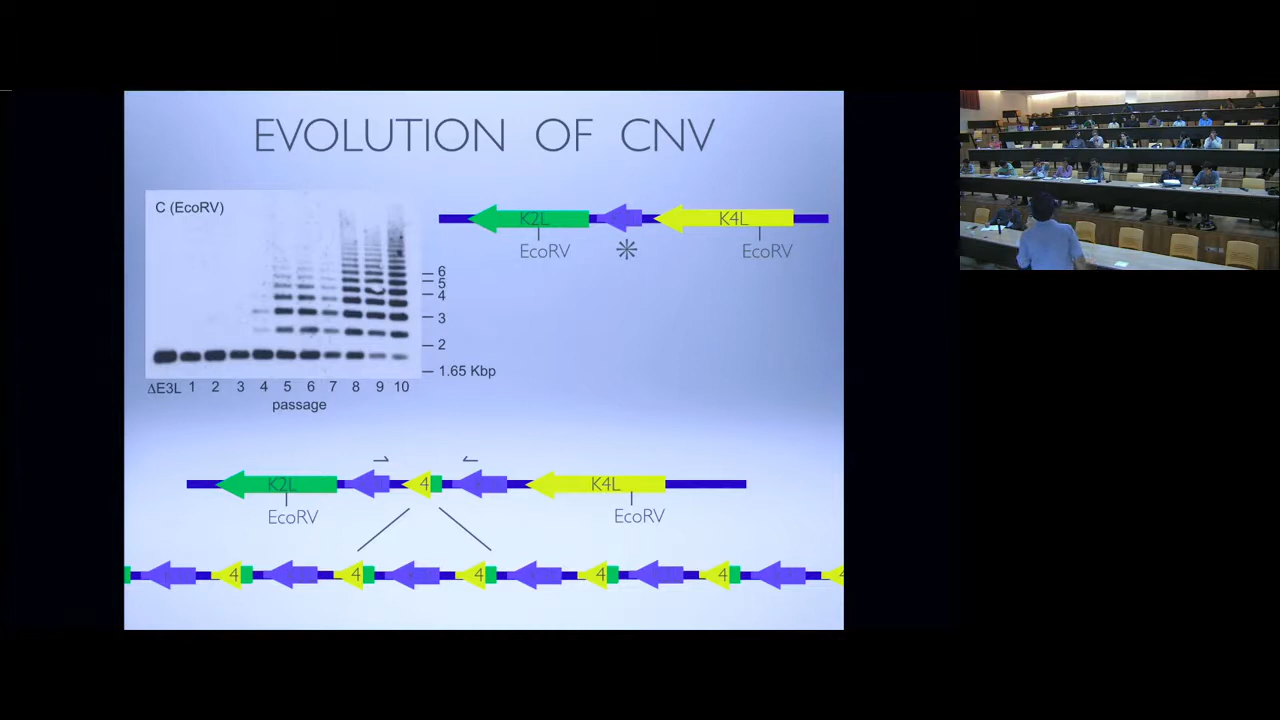 EVOLUTION OF CNV
C (EcoRV)
6
5
4
3
2
1.65 Kbp
ΔE3L 1 2 3 4 5 6 7 8 9 10
passage
K2L K4L
EcoRV * EcoRV
K2L 4 K4L
EcoRV EcoRV
4 4 4 4 4 4